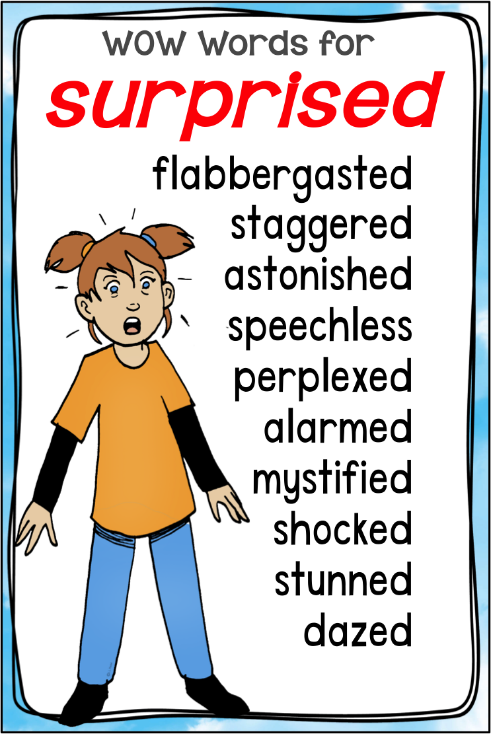 WOW Words for
surprised
flabbergasted
staggered
astonished
speechless
perplexed
alarmed
mystified
shocked
stunned
dazed